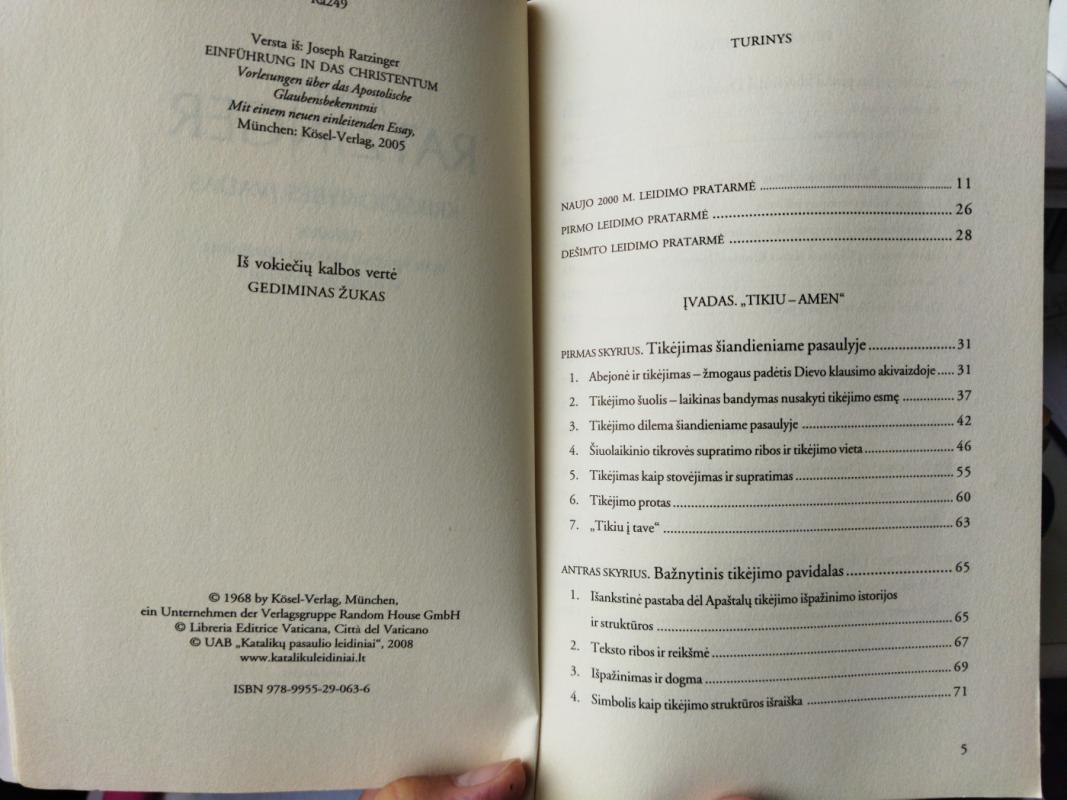 Ra249
Versta iš: Joseph Ratzinger
EINFÜHRUNG IN DAS CHRISTENTUM
Vorlesungen über das Apostolische
Glaubensbekenntnis
Mit einem neuen einleitenden Essay,
München: Kösel-Verlag, 2005
Iš vokiečių kalbos vertė
GEDIMINAS ŽUKAS
© 1968 by Kösel-Verlag, München,
ein Unternehmen der Verlagsgruppe Random House GmbH
© Libreria Editrice Vaticana, Città del Vaticano
© UAB „Katalikų pasaulio leidiniai“, 2008
www.katalikuleidiniai.lt
ISBN 978-9955-29-063-6
TURINYS
NAUJO 2000 M. LEIDIMO PRATARMĖ 11
PIRMO LEIDIMO PRATARMĖ 26
DEŠIMTO LEIDIMO PRATARMĖ 28
ĮVADAS. „TIKIU – AMEN“
PIRMAS SKYRIUS. Tikėjimas šiandieniame pasaulyje 31
1. Abejonė ir tikėjimas – žmogaus padėtis Dievo klausimo akivaizdoje 31
2. Tikėjimo šuolis – laikinas bandymas nusakyti tikėjimo esmę 37
3. Tikėjimo dilema šiandieniame pasaulyje 42
4. Šiuolaikinio tikrovės supratimo ribos ir tikėjimo vieta 46
5. Tikėjimas kaip stovėjimas ir supratimas 55
6. Tikėjimo protas 60
7. „Tikiu į tave“ 63
ANTRAS SKYRIUS. Bažnytinis tikėjimo pavidalas 65
1. Išankstinė pastaba dėl Apaštalų tikėjimo išpažinimo istorijos
ir struktūros 65
2. Teksto ribos ir reikšmė 67
3. Išpažinimas ir dogma 69
4. Simbolis kaip tikėjimo struktūros išraiška 71
5